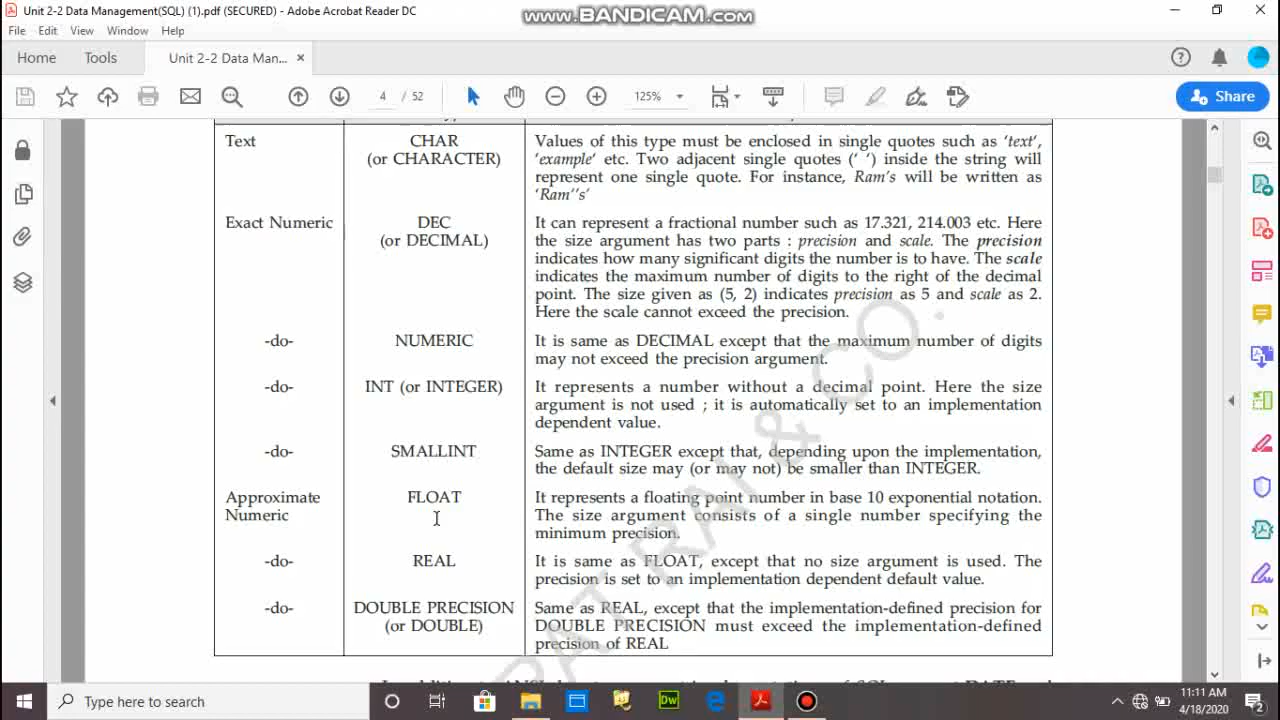 Unit 2-2 Data Management(SQL) (1).pdf (SECURED) - Adobe Acrobat Reader DC
www.BANDICAM.com
File Edit View Window Help
Home Tools Unit 2-2 Data Man... ×
4 / 52 125% Share
Text CHAR Values of this type must be enclosed in single quotes such as 'text',
(or CHARACTER) 'example' etc. Two adjacent single quotes (' ') inside the string will
represent one single quote. For instance, Ram's will be written as
'Ram''s'
Exact Numeric DEC It can represent a fractional number such as 17.321, 214.003 etc. Here
(or DECIMAL) the size argument has two parts : precision and scale. The precision
indicates how many significant digits the number is to have. The scale
indicates the maximum number of digits to the right of the decimal
point. The size given as (5, 2) indicates precision as 5 and scale as 2.
Here the scale cannot exceed the precision.
-do- NUMERIC It is same as DECIMAL except that the maximum number of digits
may not exceed the precision argument.
-do- INT (or INTEGER) It represents a number without a decimal point. Here the size
argument is not used ; it is automatically set to an implementation
dependent value.
-do- SMALLINT Same as INTEGER except that, depending upon the implementation,
the default size may (or may not) be smaller than INTEGER.
Approximate FLOAT It represents a floating point number in base 10 exponential notation.
Numeric The size argument consists of a single number specifying the
minimum precision.
-do- REAL It is same as FLOAT, except that no size argument is used. The
precision is set to an implementation dependent default value.
-do- DOUBLE PRECISION Same as REAL, except that the implementation-defined precision for
(or DOUBLE) DOUBLE PRECISION must exceed the implementation-defined
precision of REAL
PAT RAI & CO.
Type here to search
Dw
11:11 AM
4/18/2020
2